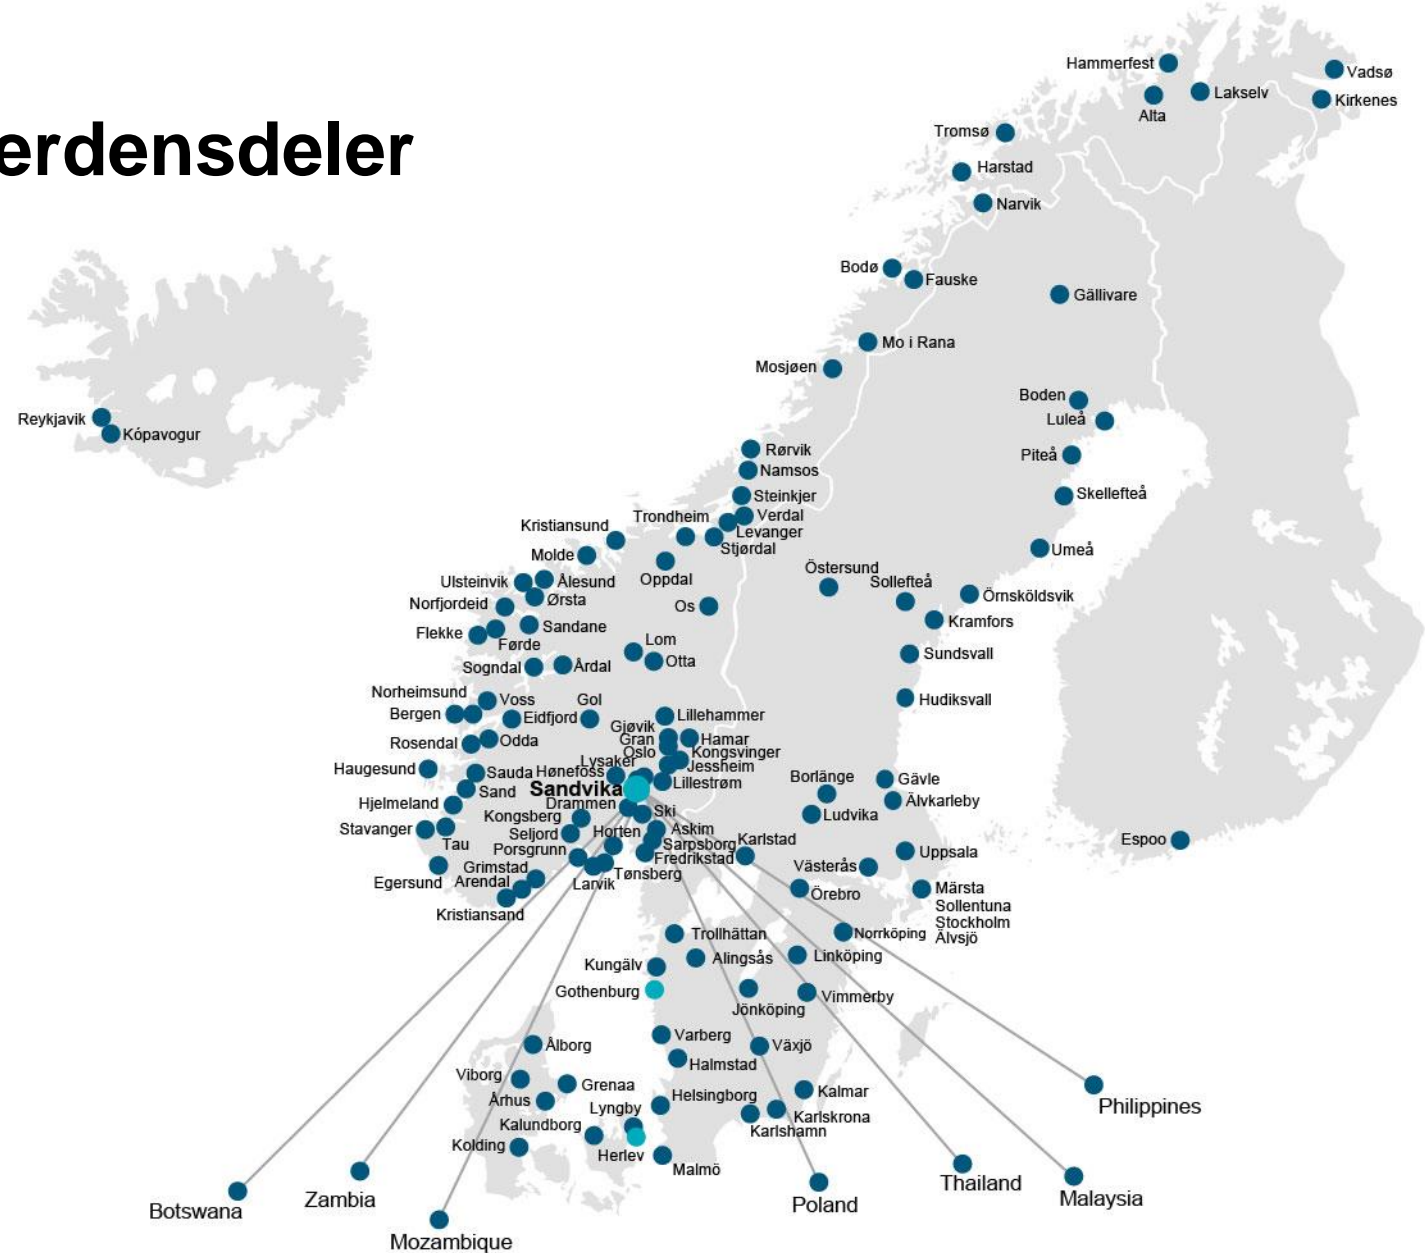 erdensdeler
Hammerfest
Vadsø
Lakselv
Kirkenes
Alta
Tromsø
Harstad
Narvik
Bodø
Fauske
Gällivare
Mo i Rana
Mosjøen
Boden
Luleå
Reykjavik
Kópavogur
Rørvik
Piteå
Namsos
Skellefteå
Steinkjer
Trondheim
Verdal
Kristiansund
Levanger
Stjørdal
Umeå
Molde
Östersund
Ulsteinvik
Ålesund
Oppdal
Sollefteå
Örnsköldsvik
Norfjordeid
Ørsta
Os
Kramfors
Flekke
Sandane
Førde
Lom
Sundsvall
Sogndal
Årdal
Otta
Norheimsund
Voss
Gol
Hudiksvall
Bergen
Eidfjord
Lillehammer
Gjøvik
Rosendal
Odda
Gran
Hamar
Oslo
Kongsvinger
Lysaker
Jessheim
Haugesund
Sauda
Hønefoss
Lillestrøm
Borlänge
Gävle
Sand
Sandvika
Hjelmeland
Drammen
Ski
Älvkarleby
Kongsberg
Ludvika
Stavanger
Seljord
Horten
Askim
Tau
Porsgrunn
Sarpsborg
Karlstad
Espoo
Fredrikstad
Uppsala
Grimstad
Tønsberg
Västerås
Egersund
Arendal
Larvik
Örebro
Märsta
Kristiansand
Sollentuna
Stockholm
Älvsjö
Trollhättan
Norrköping
Alingsås
Linköping
Kungälv
Gothenburg
Vimmerby
Jönköping
Varberg
Ålborg
Växjö
Halmstad
Viborg
Grenaa
Kalmar
Helsingborg
Århus
Lyngby
Karlskrona
Philippines
Kalundborg
Karlshamn
Kolding
Herlev
Malmö
Botswana
Zambia
Mozambique
Poland
Thailand
Malaysia